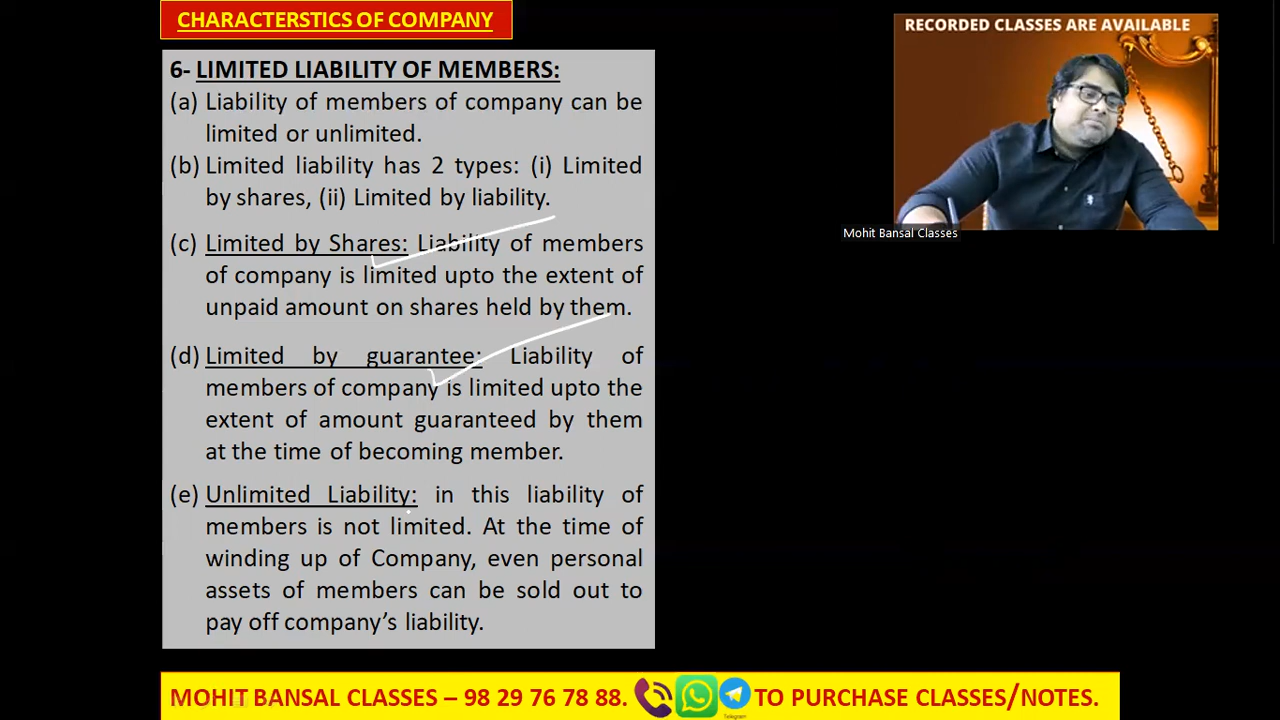 CHARACTERSTICS OF COMPANY
RECORDED CLASSES ARE AVAILABLE
6- LIMITED LIABILITY OF MEMBERS:
(a) Liability of members of company can be
limited or unlimited.
(b) Limited liability has 2 types: (i) Limited
by shares, (ii) Limited by liability.
(c) Limited by Shares: Liability of members
of company is limited upto the extent of
unpaid amount on shares held by them.
(d) Limited by guarantee: Liability of
members of company is limited upto the
extent of amount guaranteed by them
at the time of becoming member.
(e) Unlimited Liability: in this liability of
members is not limited. At the time of
winding up of Company, even personal
assets of members can be sold out to
pay off company’s liability.
Mohit Bansal Classes
MOHIT BANSAL CLASSES – 98 29 76 78 88. TO PURCHASE CLASSES/NOTES.
Telegram